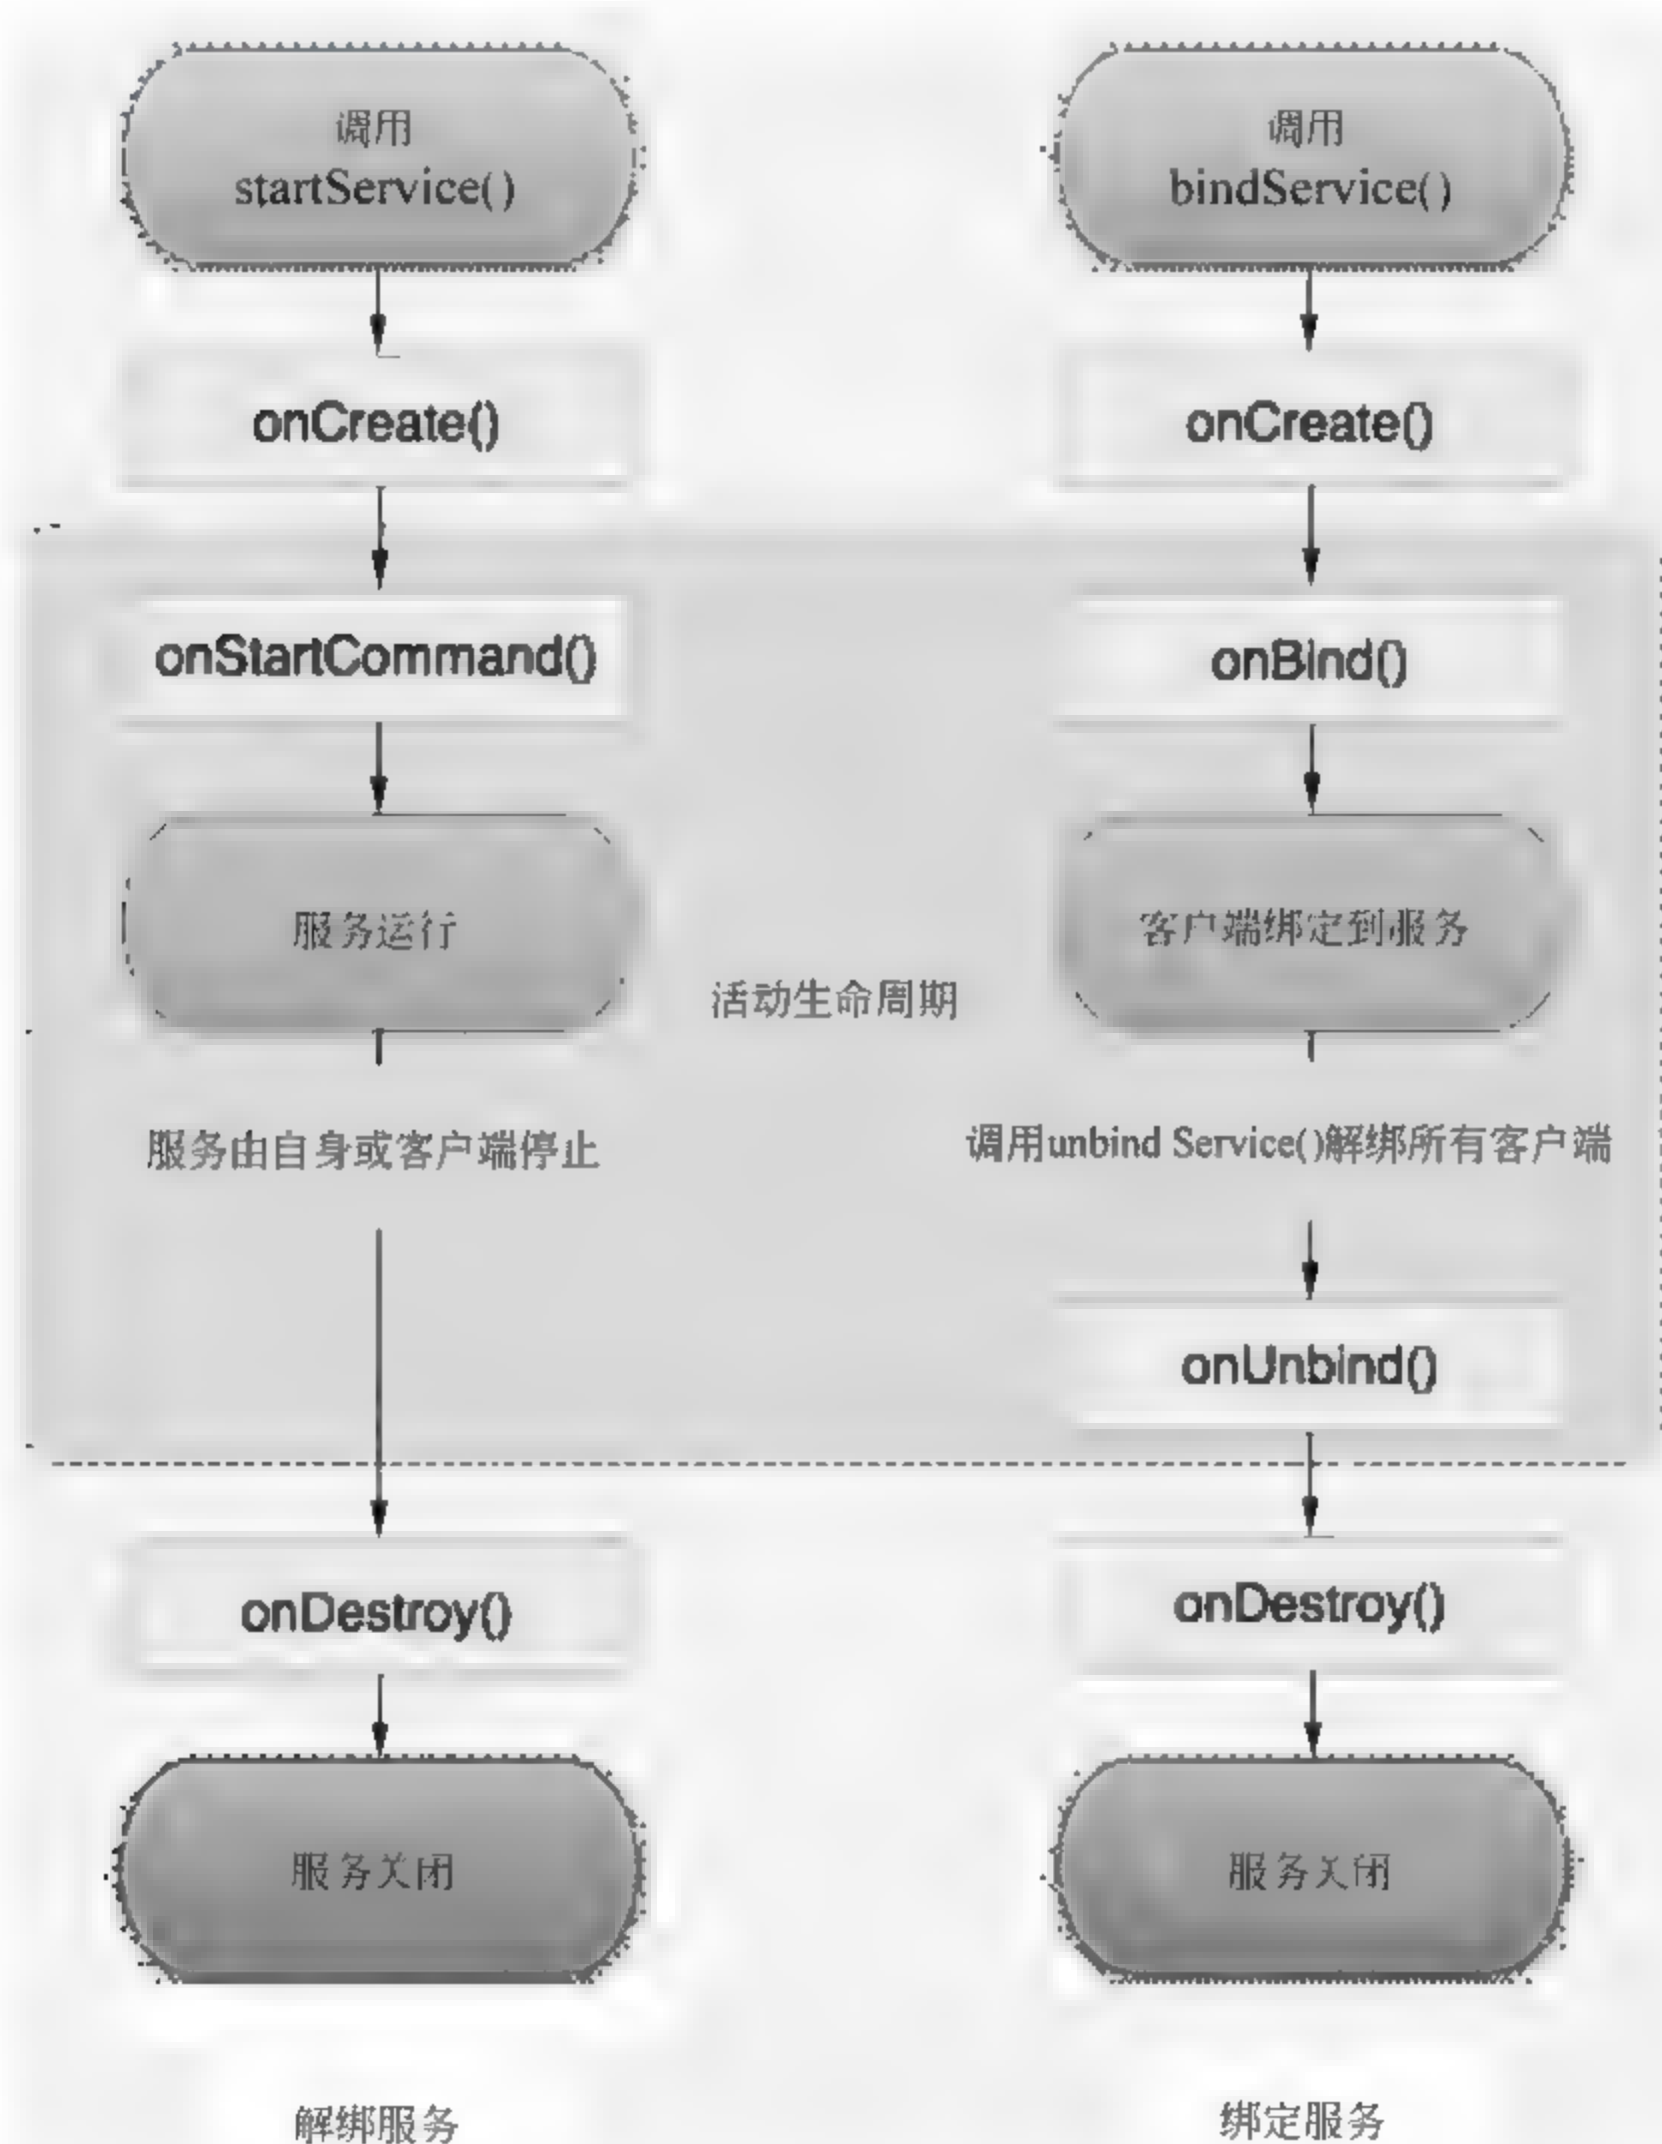 调用
startService()
onCreate()
onStartCommand()
服务运行
服务由自身或客户端停止
onDestroy()
服务关闭
解绑服务
活动生命周期
调用
bindService()
onCreate()
onBind()
客户端绑定到服务
调用unbind Service()解绑所有客户端
onUnbind()
onDestroy()
服务关闭
绑定服务